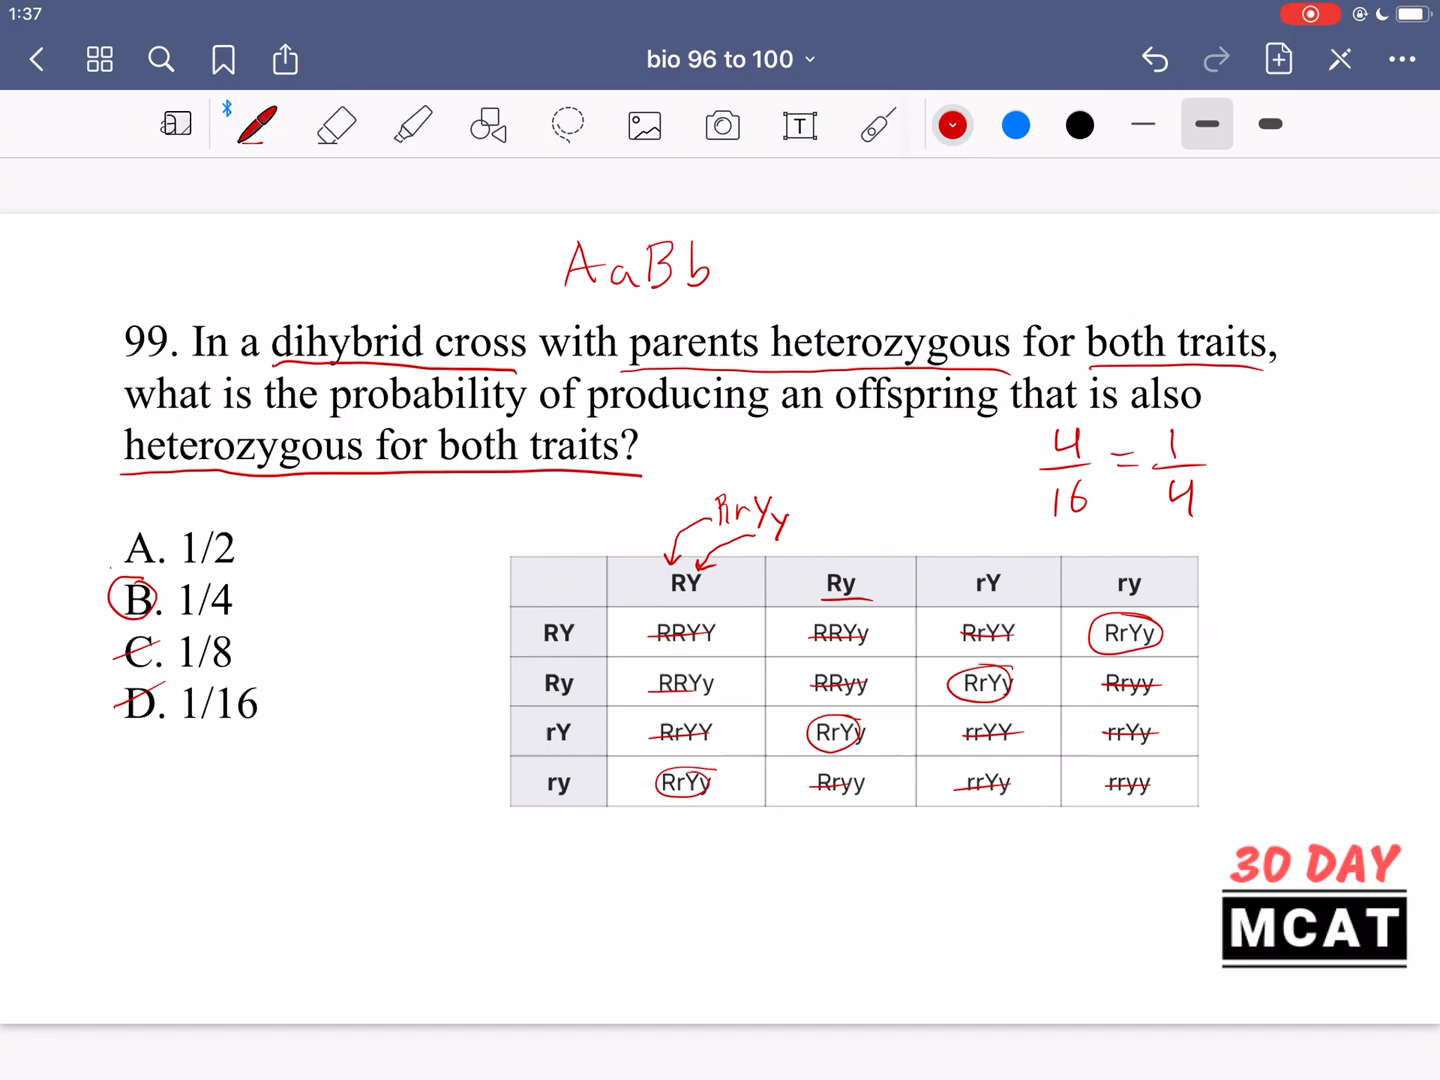 1:37
bio 96 to 100
a
T
AaBb
99. In a dihybrid cross with parents heterozygous for both traits,
what is the probability of producing an offspring that is also
heterozygous for both traits?
4/16 = 1/4
A. 1/2
B. 1/4
C. 1/8
D. 1/16
RrYy
RY Ry rY ry
RY RRYY RRYy RrYY RrYy
Ry RRYy RRyy RrYy Rryy
rY RrYY RrYy rrYY rrYy
ry RrYy Rryy rrYy rryy
30 DAY
MCAT